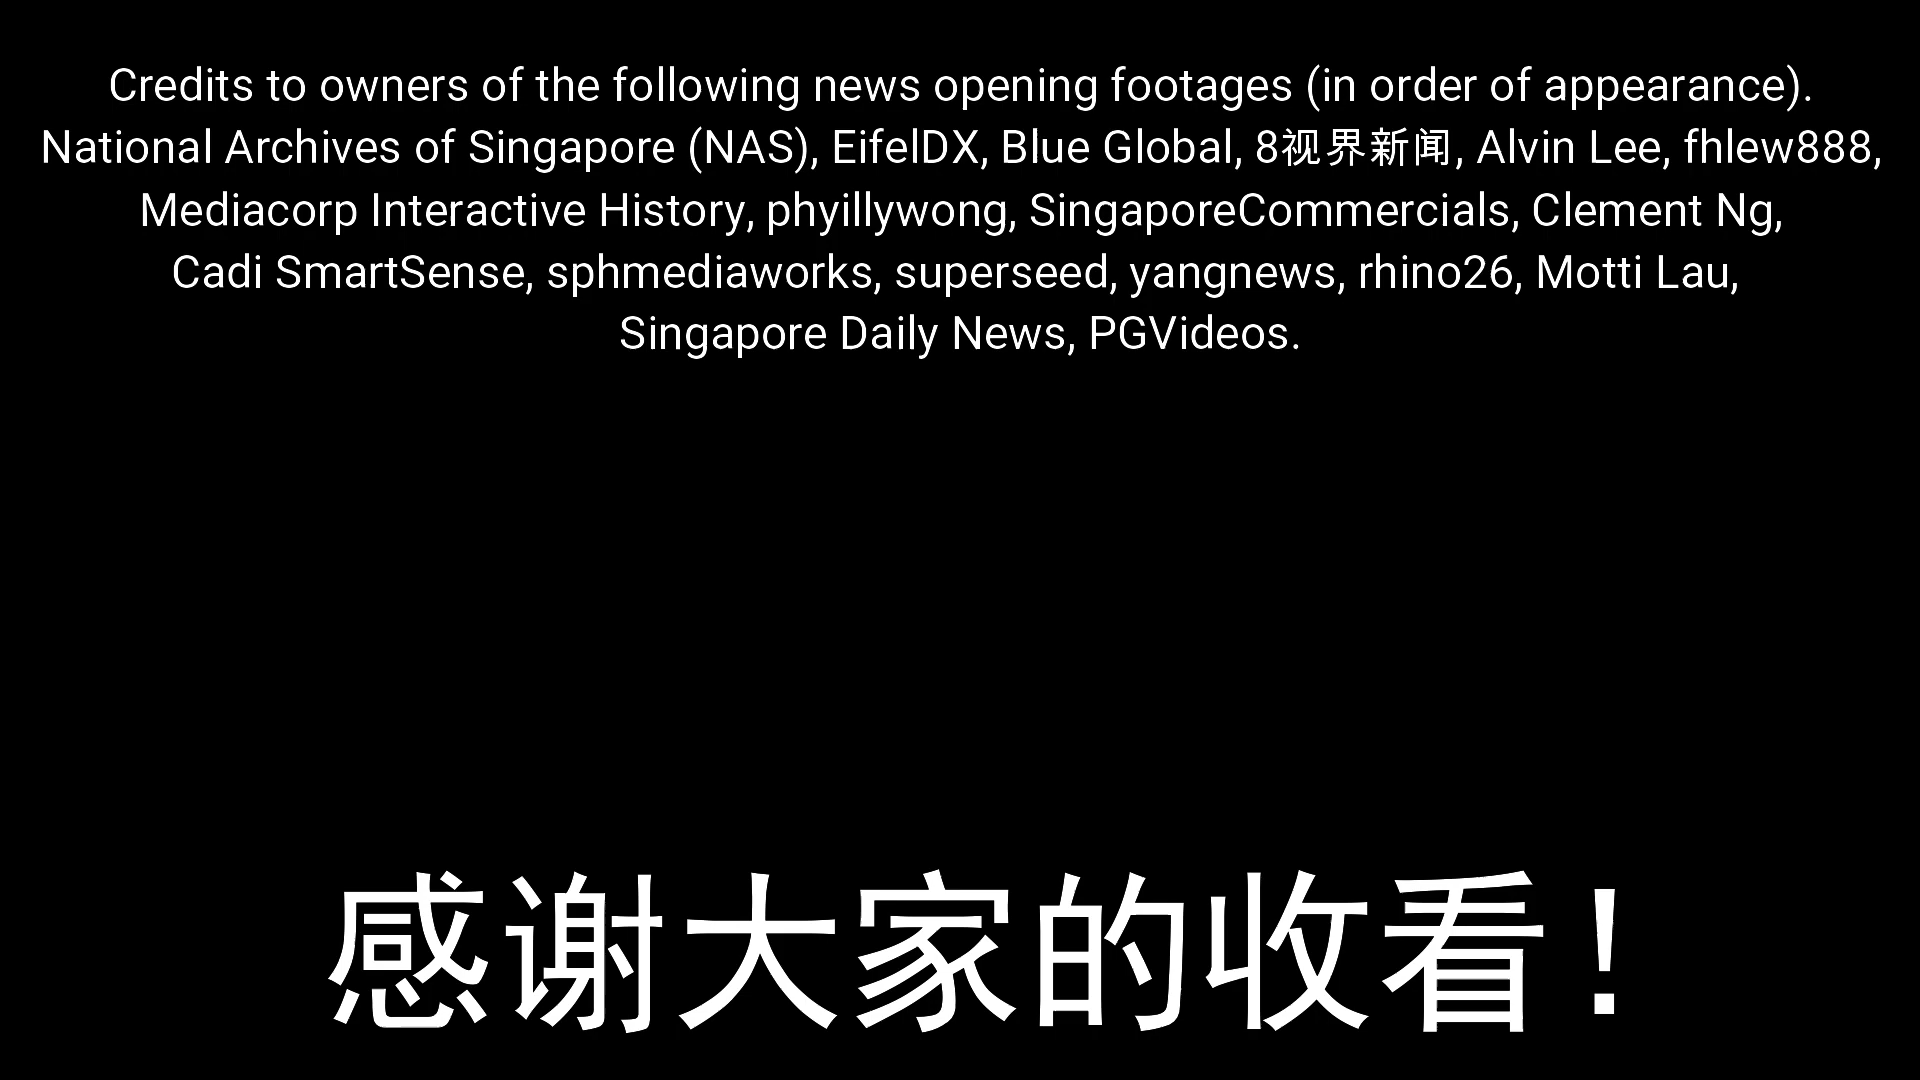 Credits to owners of the following news opening footages (in order of appearance).
National Archives of Singapore (NAS), EifelDX, Blue Global, 8视界新闻, Alvin Lee, fhlew888,
Mediacorp Interactive History, phyillywong, SingaporeCommercials, Clement Ng,
Cadi SmartSense, sphmediaworks, superseed, yangnews, rhino26, Motti Lau,
Singapore Daily News, PGVideos.
感谢大家的收看！